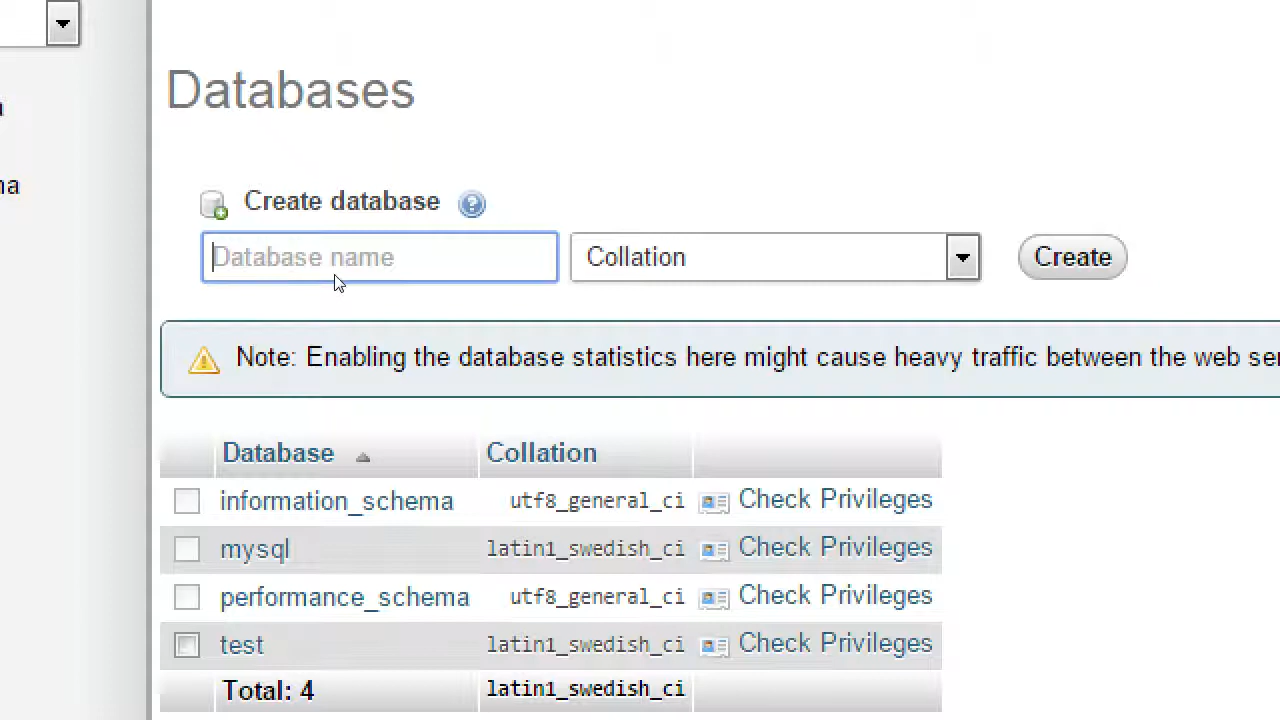 Databases
Create database
Database name Collation Create
Note: Enabling the database statistics here might cause heavy traffic between the web
Database Collation
information_schema utf8_general_ci Check Privileges
mysql latin1_swedish_ci Check Privileges
performance_schema utf8_general_ci Check Privileges
test latin1_swedish_ci Check Privileges
Total: 4 latin1_swedish_ci